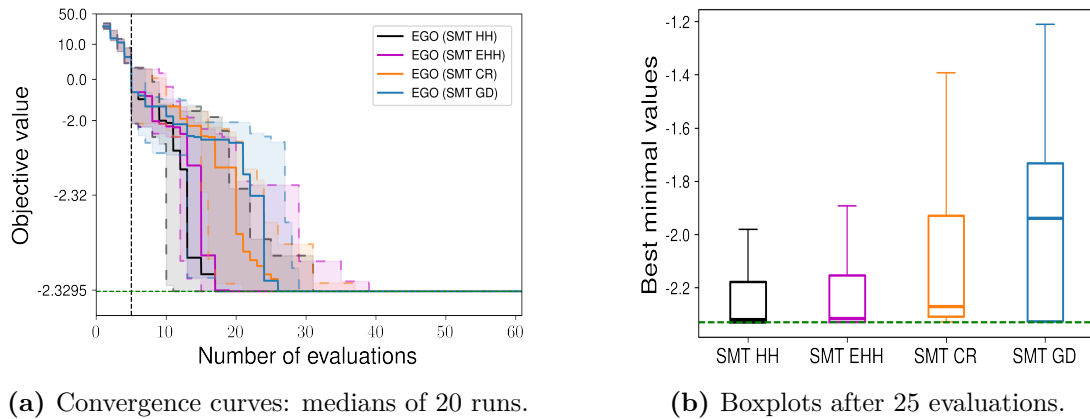 50.0
10.0
0.0
-2.0
-2.32
-2.3295
Objective value
EGO (SMT HH)
EGO (SMT EHH)
EGO (SMT CR)
EGO (SMT GD)
0 10 20 30 40 50 60
Number of evaluations
(a) Convergence curves: medians of 20 runs.
-1.2
-1.4
-1.6
-1.8
-2.0
-2.2
Best minimal values
SMT HH SMT EHH SMT CR SMT GD
(b) Boxplots after 25 evaluations.